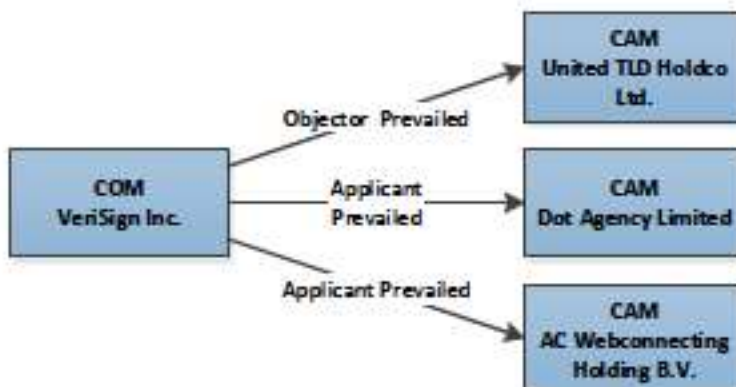 CAM
United TLD Holdco
Ltd.
Objector Prevailed
COM
VeriSign Inc.
Applicant
Prevailed
CAM
Dot Agency Limited
Applicant Prevailed
CAM
AC Webconnecting
Holding B.V.